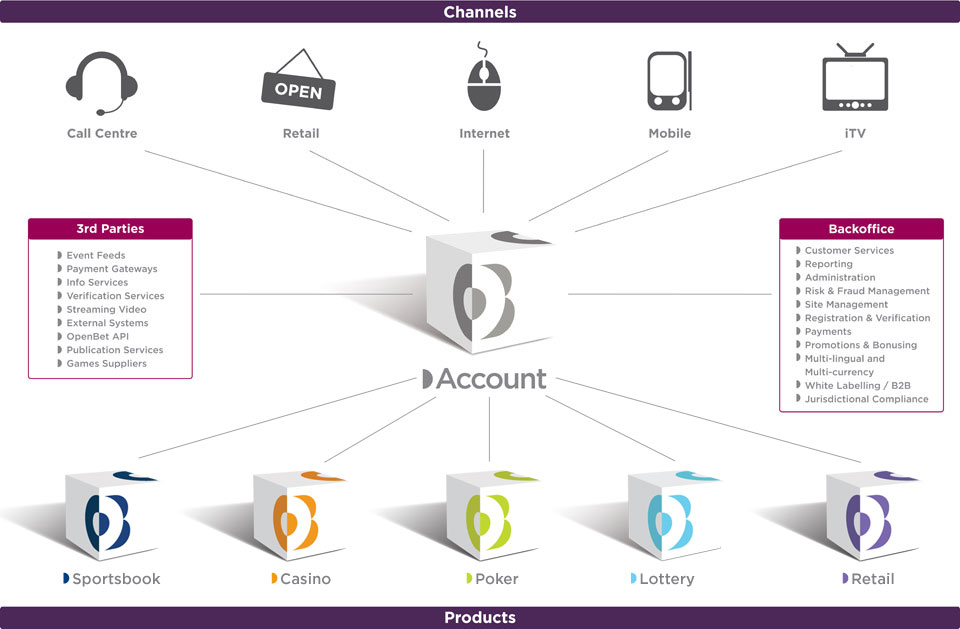 Channels
OPEN
Call Centre
Retail
Internet
Mobile
iTV
3rd Parties
Event Feeds
Payment Gateways
Info Services
Verification Services
Streaming Video
External Systems
OpenBet API
Publication Services
Games Suppliers
Backoffice
Customer Services
Reporting
Administration
Risk & Fraud Management
Site Management
Registration & Verification
Payments
Promotions & Bonusing
Multi-lingual and
Multi-currency
White Labelling / B2B
Jurisdictional Compliance
Account
Sportsbook
Casino
Poker
Lottery
Retail
Products